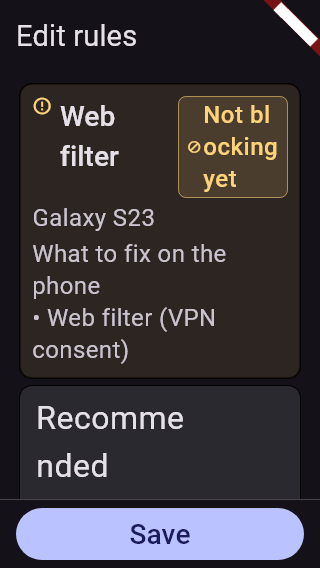 Edit rules
Web
filter
Not bl
ocking
yet
Galaxy S23
What to fix on the
phone
• Web filter (VPN
consent)
Recomme
nded
Save